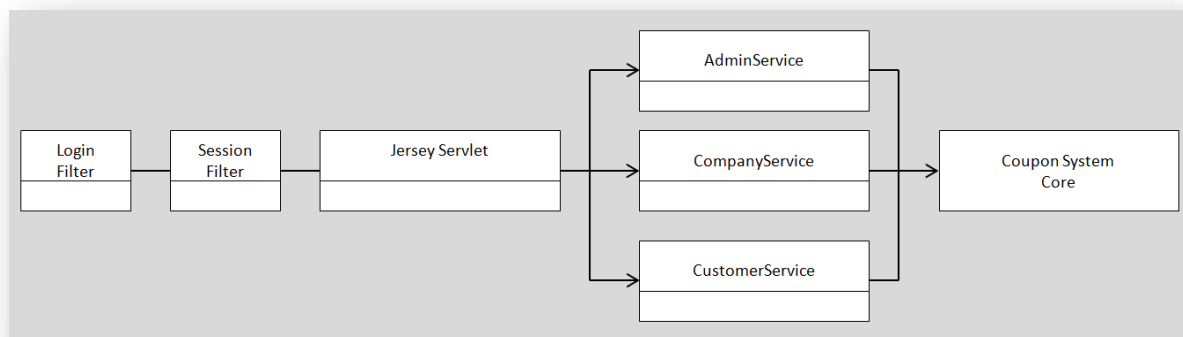 Login
Filter
Session
Filter
Jersey Servlet
AdminService
CompanyService
CustomerService
Coupon System
Core